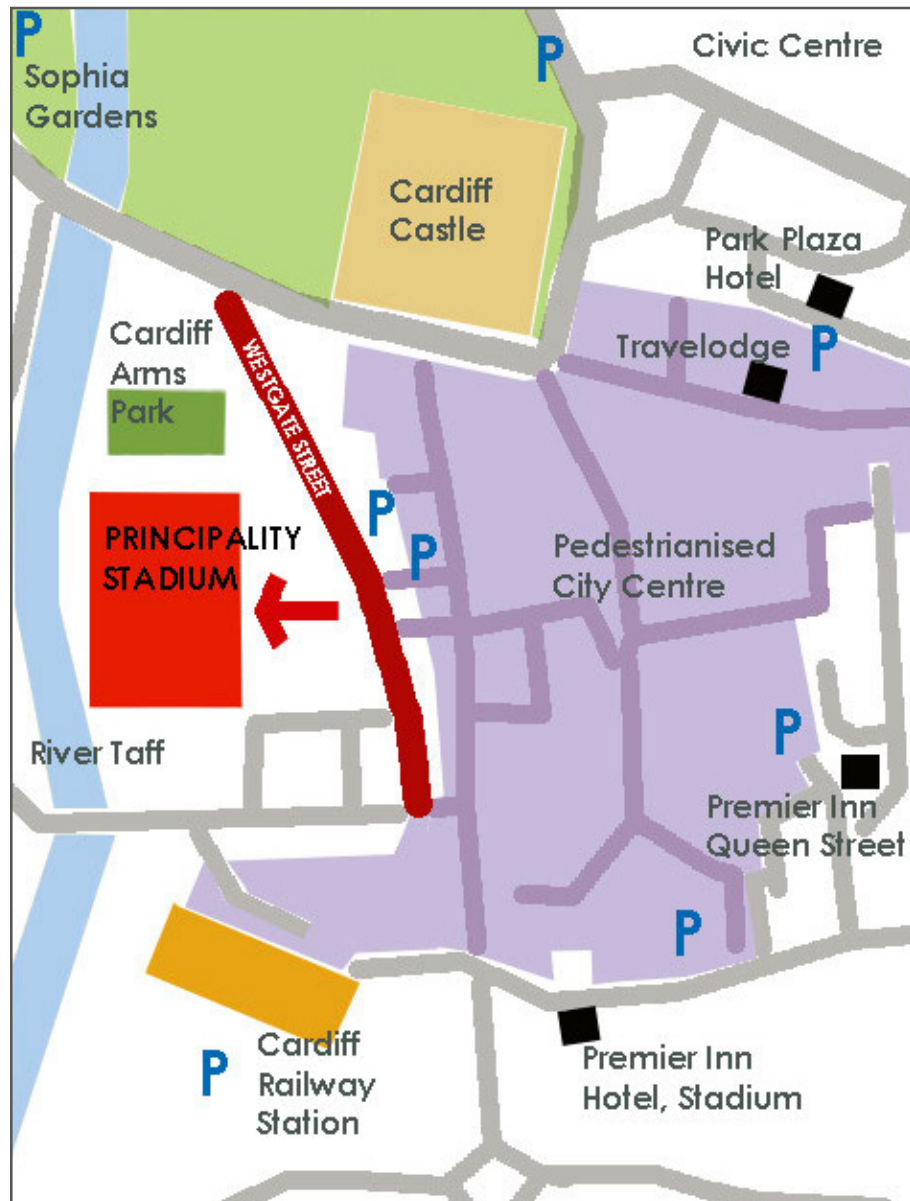 P
P
Civic Centre
Sophia
Gardens
Cardiff
Castle
Park Plaza
Hotel
Cardiff
Arms
Park
WESTGATE STREET
Travelodge
P
P
P
PRINCIPALITY
STADIUM
Pedestrianised
City Centre
River Taff
P
Premier Inn
Queen Street
P
P
Cardiff
Railway
Station
Premier Inn
Hotel, Stadium